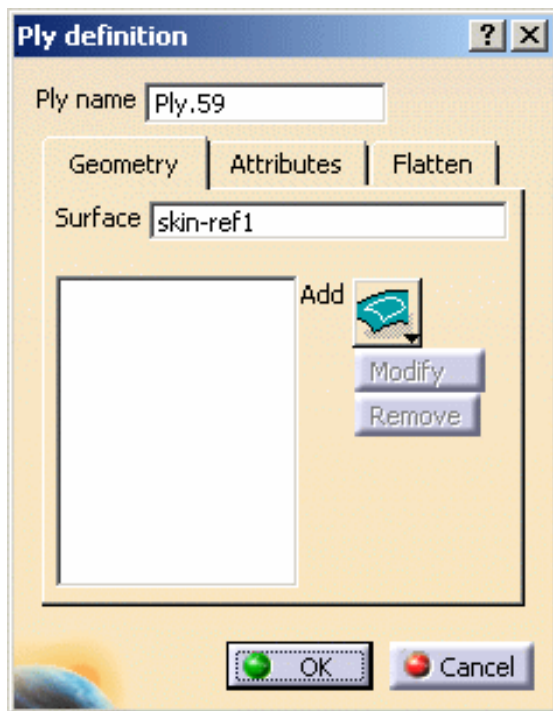 Ply definition
Ply name Ply.59
Geometry Attributes Flatten
Surface skin-ref1
Add
Modify
Remove
OK Cancel